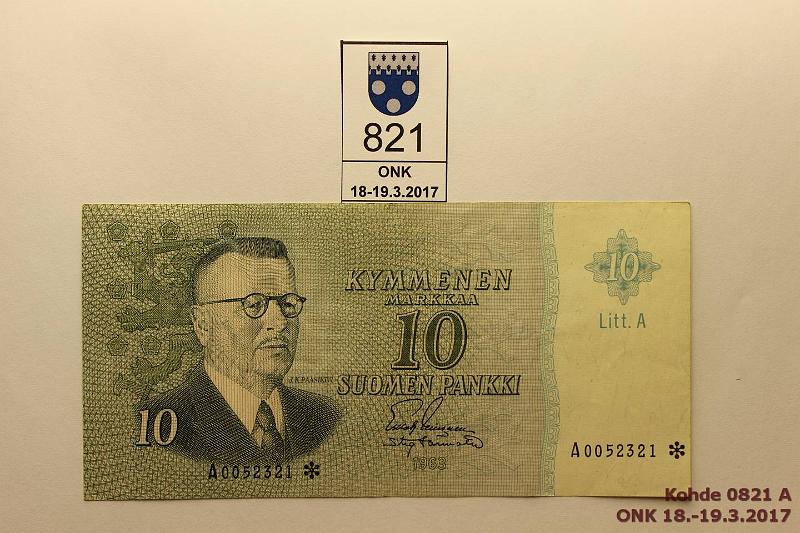 821
ONK
18-19.3.2017
KYMMENEN
MARKKAA
10
10
Litt. A
J.K.PAASIKIVI
SUOMEN PANKKI
10
A0052321 *
1963
A0052321 *
Kohde 0821 A
ONK 18.-19.3.2017